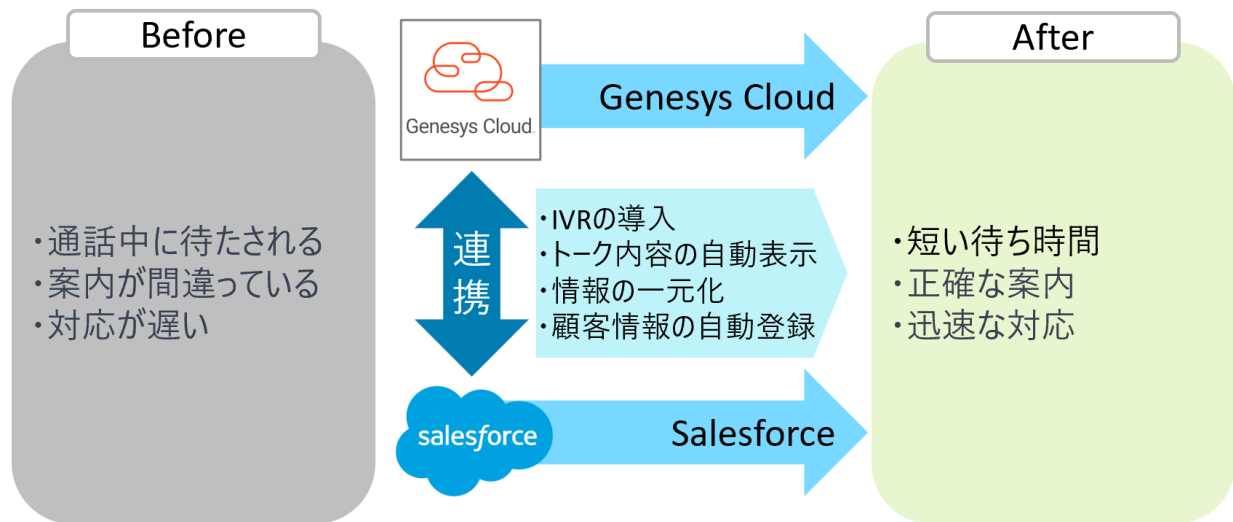 Before
・通話中に待たされる
・案内が間違っている
・対応が遅い
Genesys Cloud
Genesys Cloud
連携
・IVRの導入
・トーク内容の自動表示
・情報の一元化
・顧客情報の自動登録
salesforce
Salesforce
After
・短い待ち時間
・正確な案内
・迅速な対応